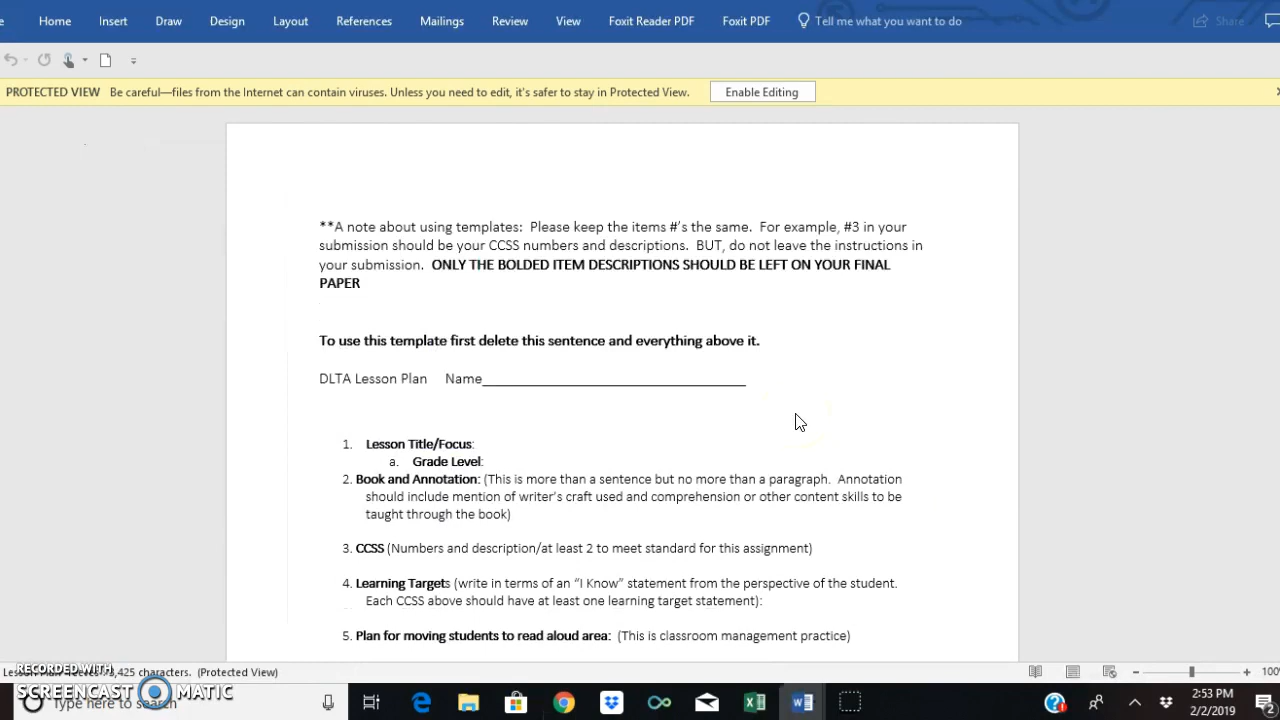 Home Insert Draw Design Layout References Mailings Review View Foxit Reader PDF Foxit PDF Tell me what you want to do Share
PROTECTED VIEW Be careful—files from the Internet can contain viruses. Unless you need to edit, it's safer to stay in Protected View. Enable Editing
**A note about using templates: Please keep the items #'s the same. For example, #3 in your
submission should be your CCSS numbers and descriptions. BUT, do not leave the instructions in
your submission. ONLY THE BOLDED ITEM DESCRIPTIONS SHOULD BE LEFT ON YOUR FINAL
PAPER
To use this template first delete this sentence and everything above it.
DLTA Lesson Plan Name__________________________________
1. Lesson Title/Focus:
a. Grade Level:
2. Book and Annotation: (This is more than a sentence but no more than a paragraph. Annotation
should include mention of writer's craft used and comprehension or other content skills to be
taught through the book)
3. CCSS (Numbers and description/at least 2 to meet standard for this assignment)
4. Learning Targets (write in terms of an "I Know" statement from the perspective of the student.
Each CCSS above should have at least one learning target statement):
5. Plan for moving students to read aloud area: (This is classroom management practice)
3,425 characters. (Protected View) 100%
RECORDED WITH
SCREENCAST MATIC
Type here to search
2:53 PM
2/2/2019
2